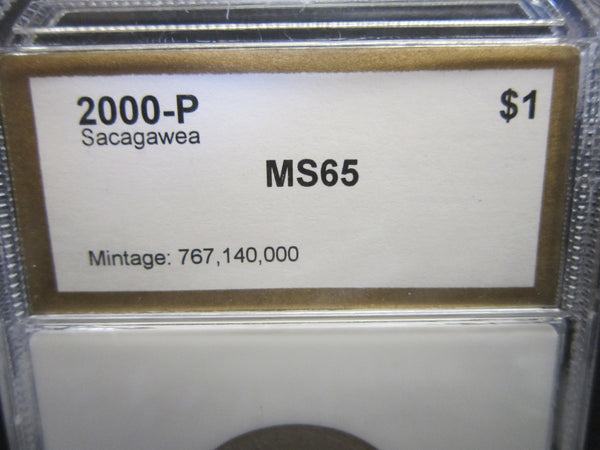 2000-P $1
Sacagawea
MS65
Mintage: 767,140,000